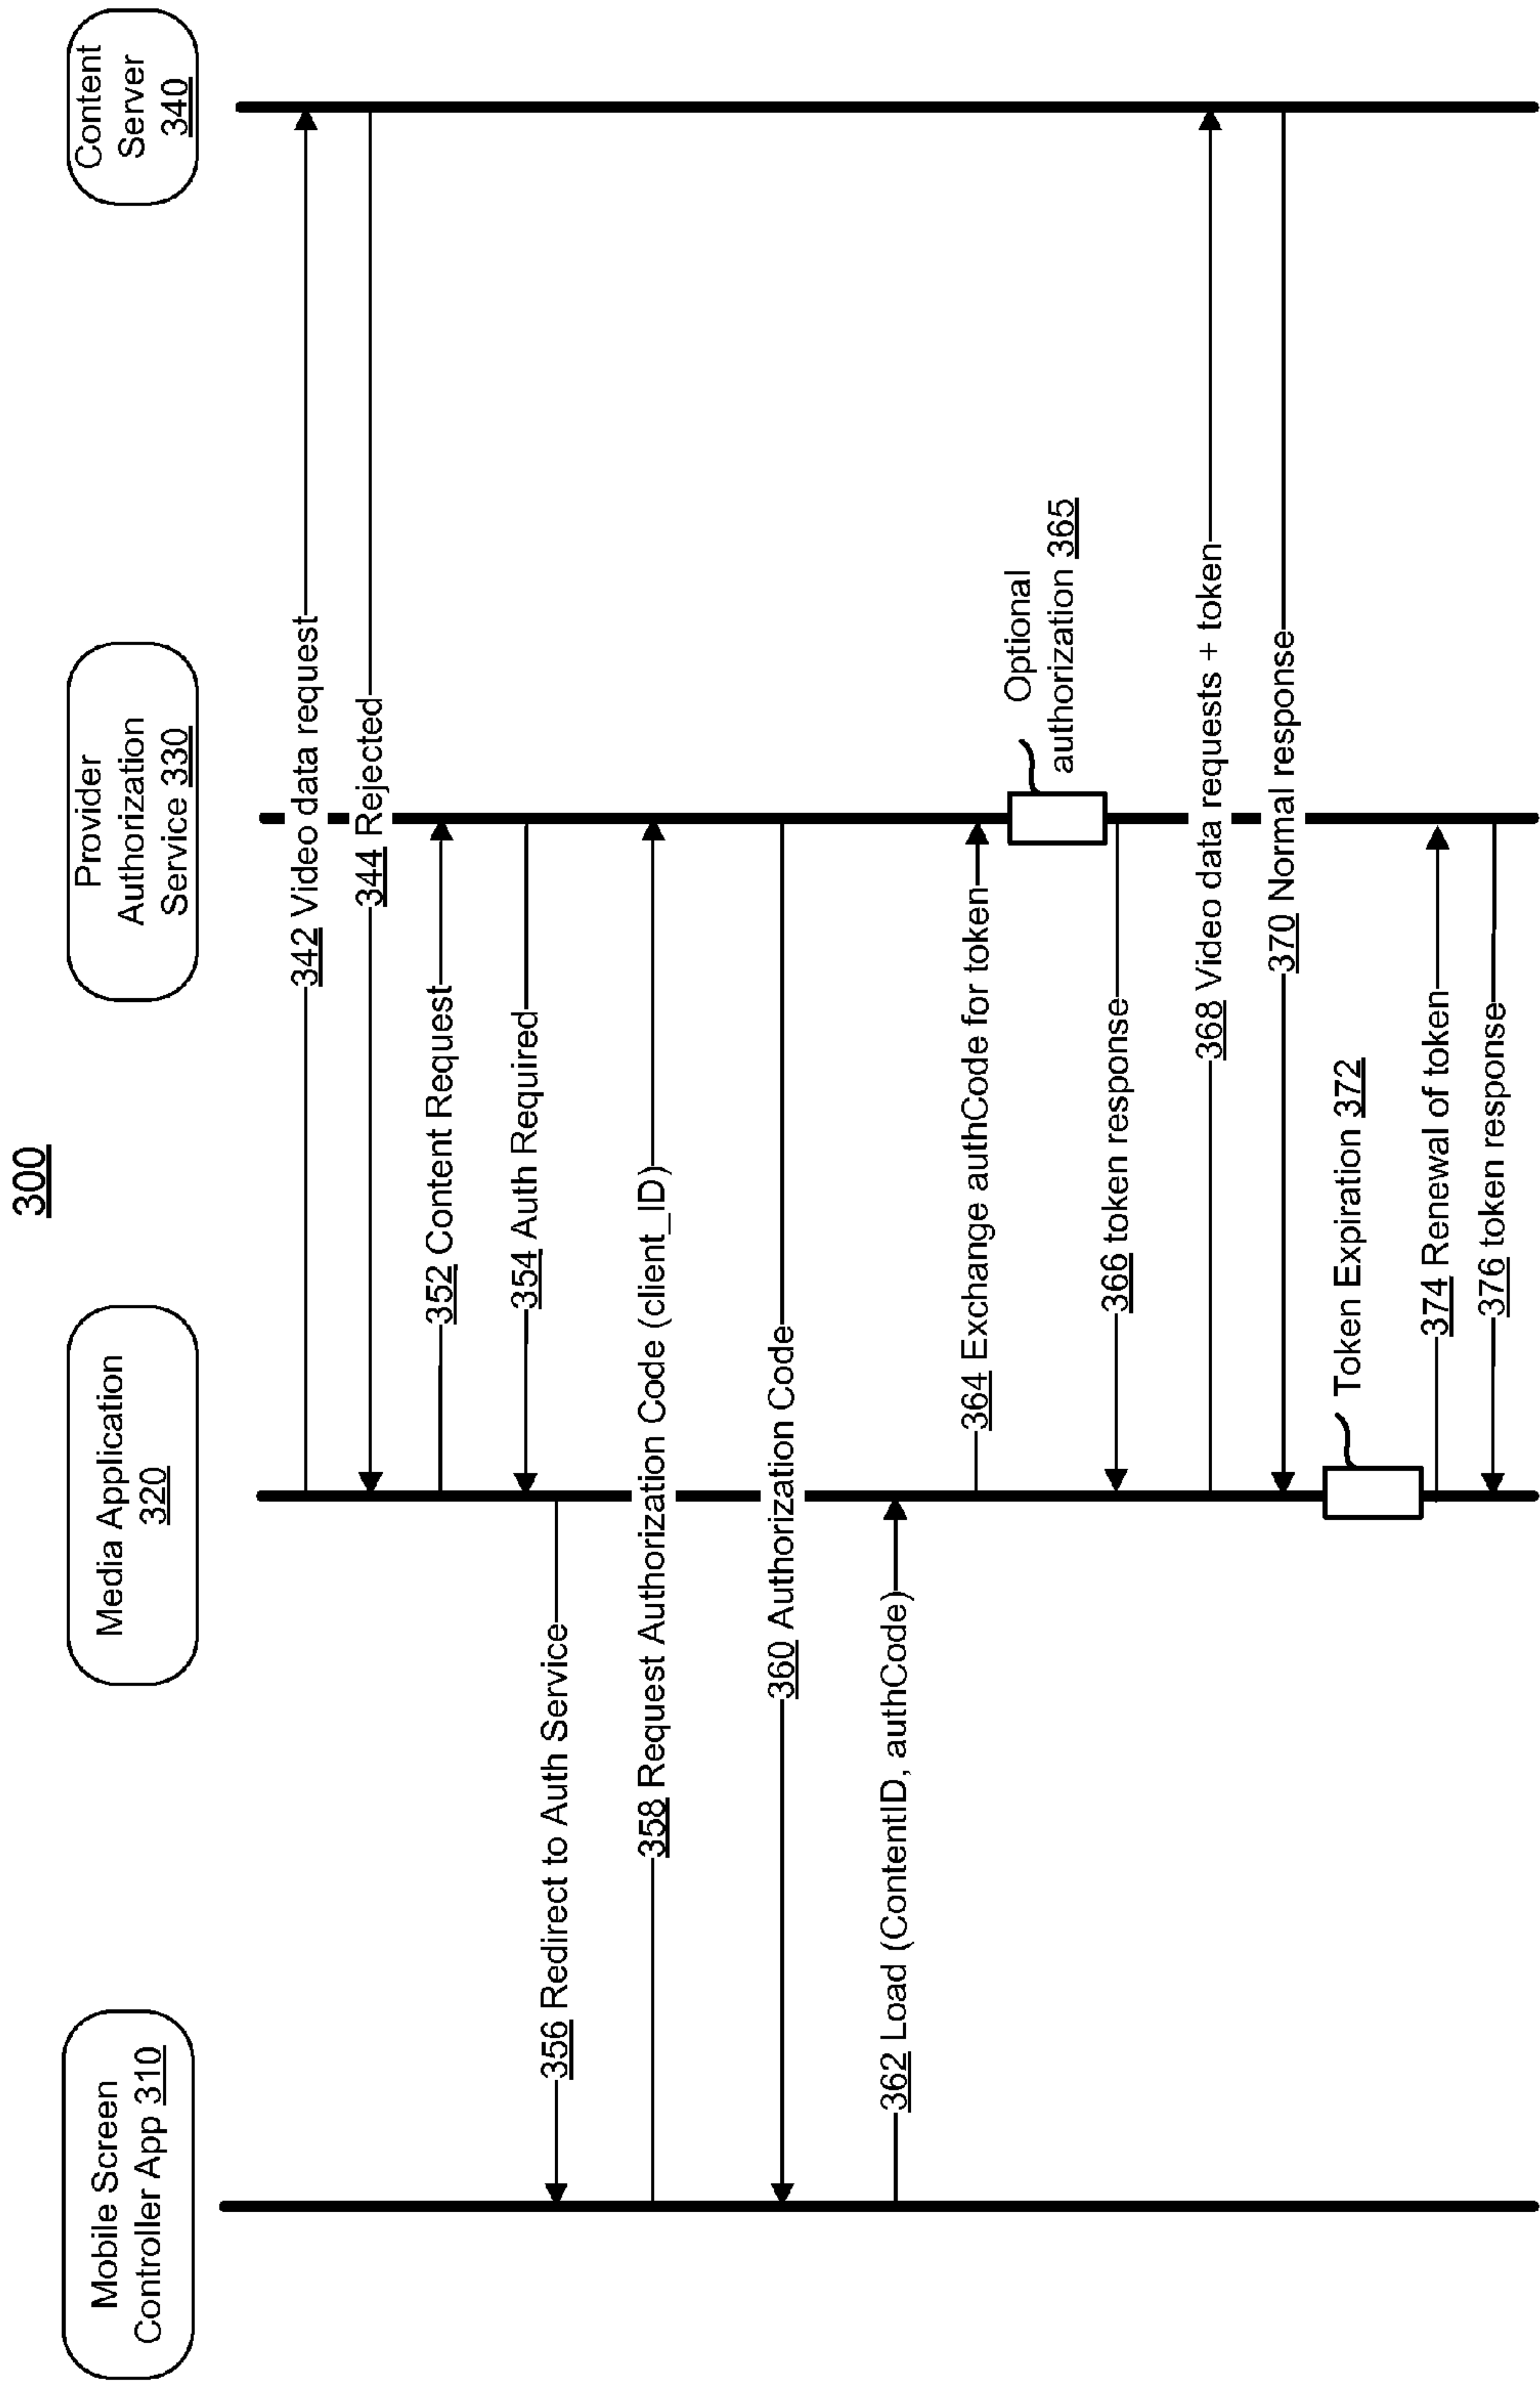 300
Mobile Screen
Controller App 310
Media Application
320
Provider
Authorization
Service 330
Content
Server
340
342 Video data request
344 Rejected
352 Content Request
354 Auth Required
356 Redirect to Auth Service
358 Request Authorization Code (client_ID)
360 Authorization Code
362 Load (ContentID, authCode)
364 Exchange authCode for token
Optional
authorization 365
366 token response
368 Video data requests + token
370 Normal response
Token Expiration 372
374 Renewal of token
376 token response